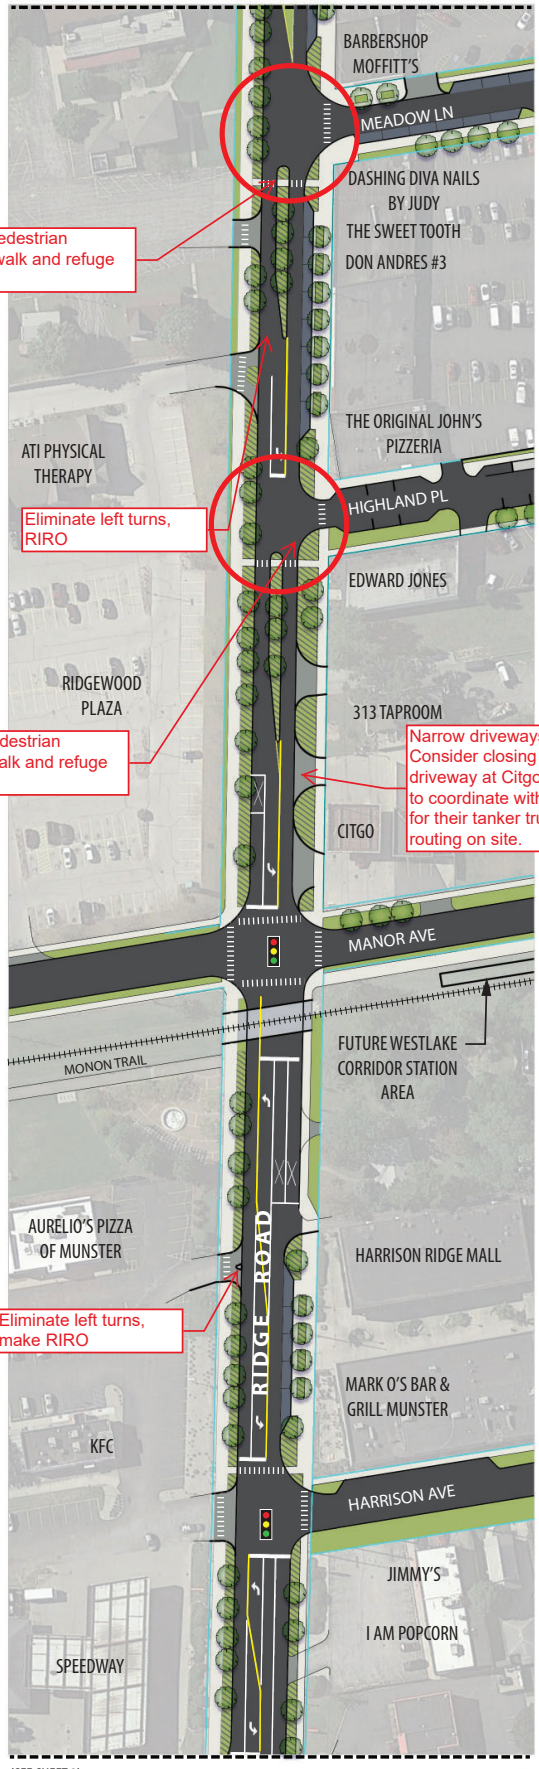 BARBERSHOP
MOFFITT'S
MEADOW LN
DASHING DIVA NAILS
BY JUDY
THE SWEET TOOTH
DON ANDRES #3
edestrian
walk and refuge
THE ORIGINAL JOHN'S
PIZZERIA
ATI PHYSICAL
THERAPY
HIGHLAND PL
Eliminate left turns,
RIRO
EDWARD JONES
RIDGEWOOD
PLAZA
313 TAPROOM
destrian
alk and refuge
Narrow driveways
Consider closing
driveway at Citgo
to coordinate with
for their tanker tru
routing on site.
CITGO
MANOR AVE
MONON TRAIL
FUTURE WESTLAKE
CORRIDOR STATION
AREA
AURELIO'S PIZZA
OF MUNSTER
RIDGE ROAD
HARRISON RIDGE MALL
Eliminate left turns,
make RIRO
MARK O'S BAR &
GRILL MUNSTER
KFC
HARRISON AVE
JIMMY'S
I AM POPCORN
SPEEDWAY